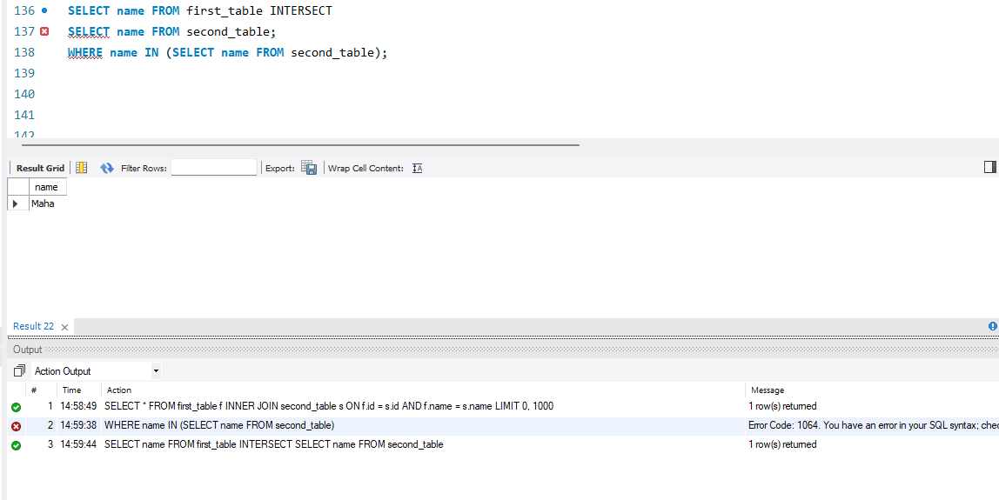 136 SELECT name FROM first_table INTERSECT
137 SELECT name FROM second_table;
138 WHERE name IN (SELECT name FROM second_table);
139
140
141
142
Result Grid Filter Rows: Export: Wrap Cell Content: IA
name
Maha
Result 22
Output
Action Output
# Time Action Message
1 14:58:49 SELECT * FROM first_table f INNER JOIN second_table s ON f.id = s.id AND f.name = s.name LIMIT 0, 1000 1 row(s) returned
2 14:59:38 WHERE name IN (SELECT name FROM second_table) Error Code: 1064. You have an error in your SQL syntax; chec
3 14:59:44 SELECT name FROM first_table INTERSECT SELECT name FROM second_table 1 row(s) returned